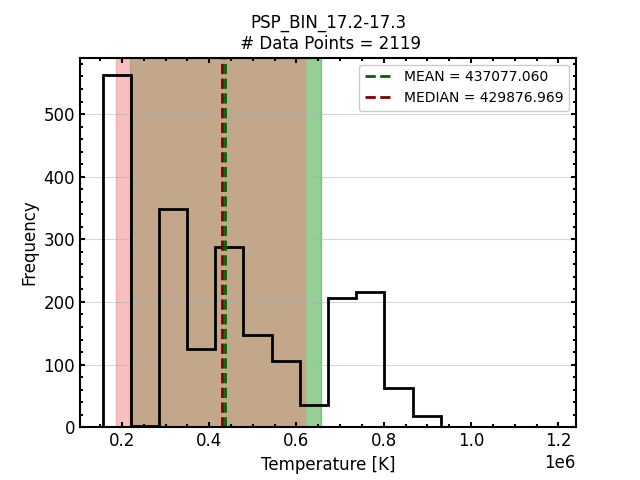 PSP_BIN_17.2-17.3
# Data Points = 2119
MEAN = 437077.060
MEDIAN = 429876.969
Frequency
500
400
300
200
100
0
0.2 0.4 0.6 0.8 1.0 1.2
1e6
Temperature [K]